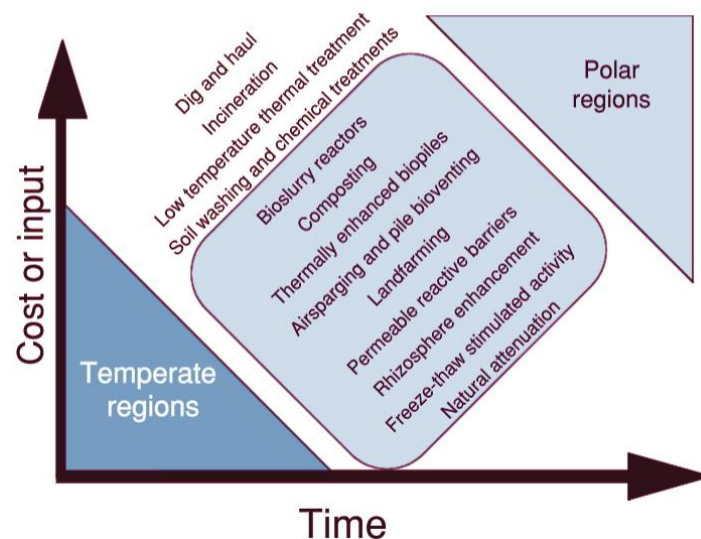 Dig and haul
Incineration
Low temperature thermal treatment
Soil washing and chemical treatments
Bioslurry reactors
Composting
Thermally enhanced biopiles
Airsparging and pile bioventing
Landfarming
Permeable reactive barriers
Rhizosphere enhancement
Freeze-thaw stimulated activity
Natural attenuation
Polar
regions
Temperate
regions
Cost or input
Time